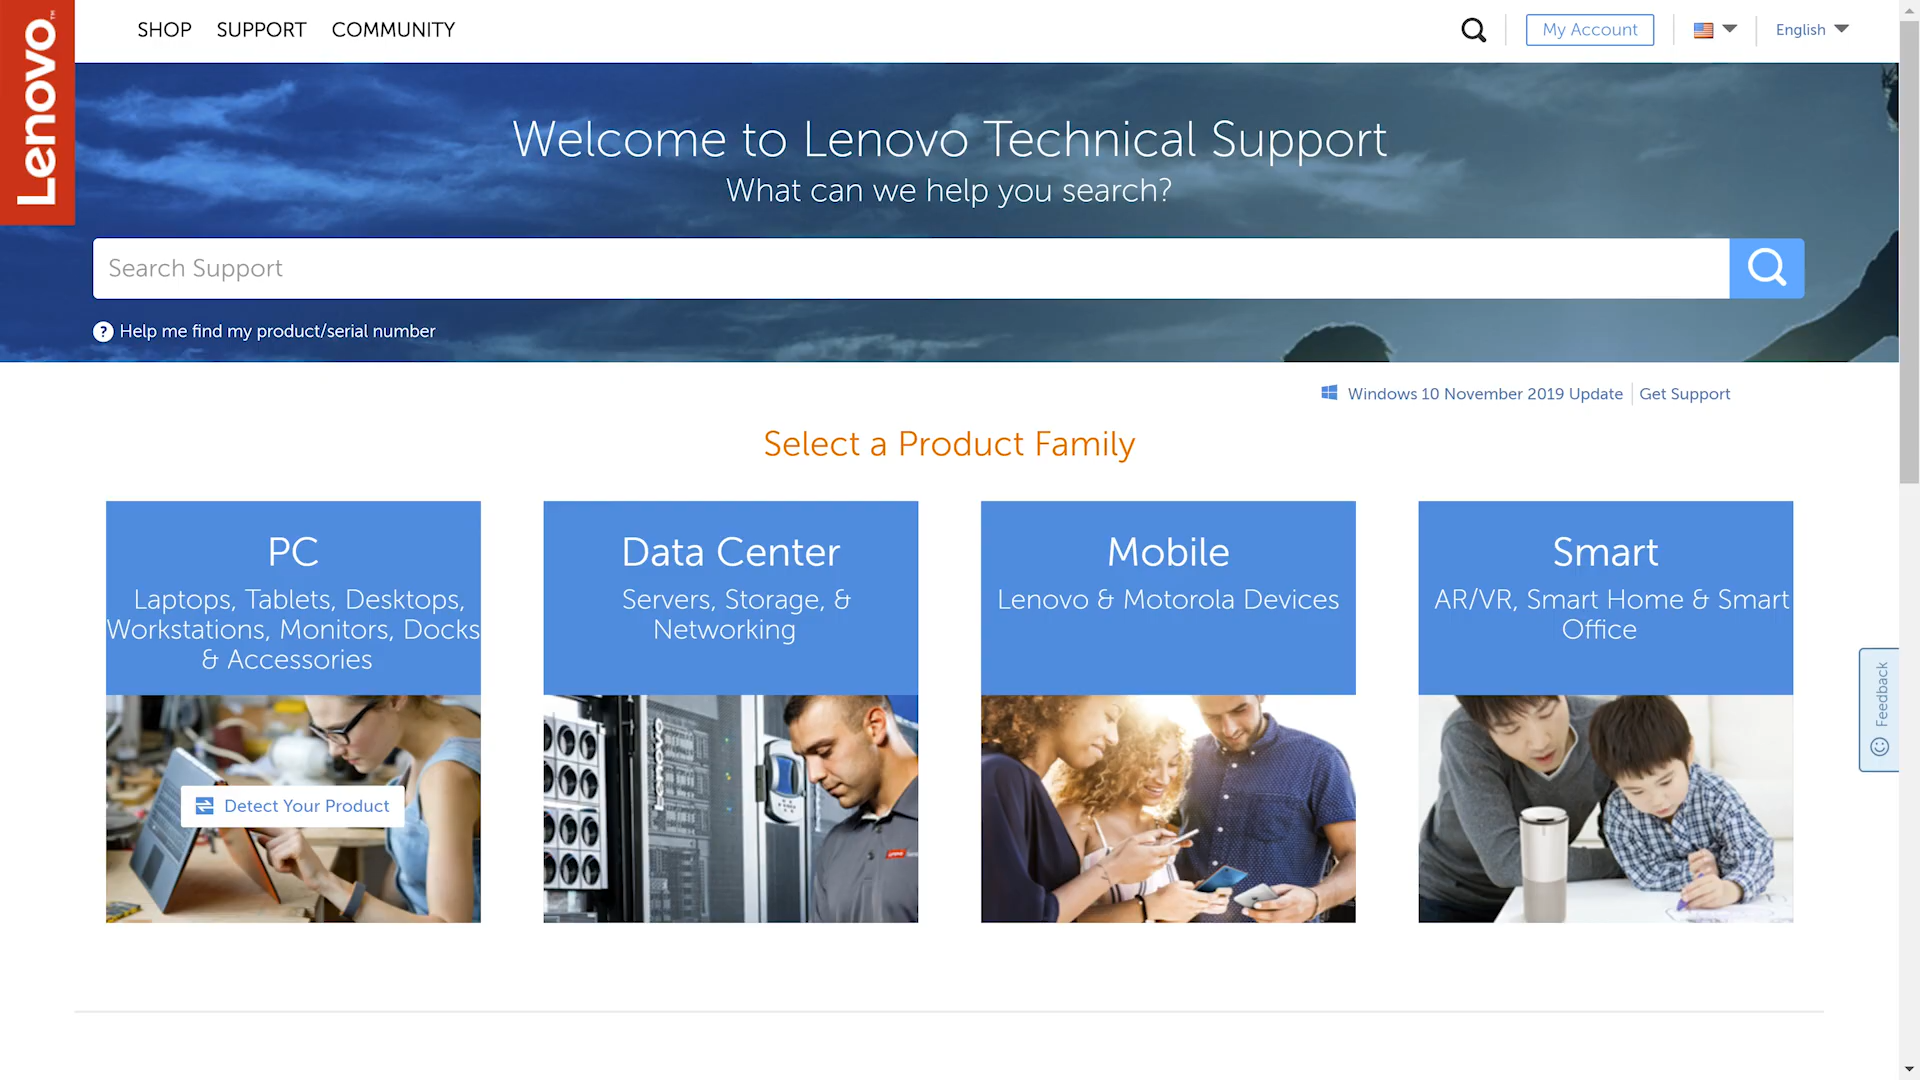 Lenovo™
SHOP SUPPORT COMMUNITY
My Account
English
Welcome to Lenovo Technical Support
What can we help you search?
Search Support
? Help me find my product/serial number
Windows 10 November 2019 Update Get Support
Select a Product Family
PC
Laptops, Tablets, Desktops,
Workstations, Monitors, Docks
& Accessories
Detect Your Product
Data Center
Servers, Storage, &
Networking
Lenovo
Mobile
Lenovo & Motorola Devices
Smart
AR/VR, Smart Home & Smart
Office
Feedback